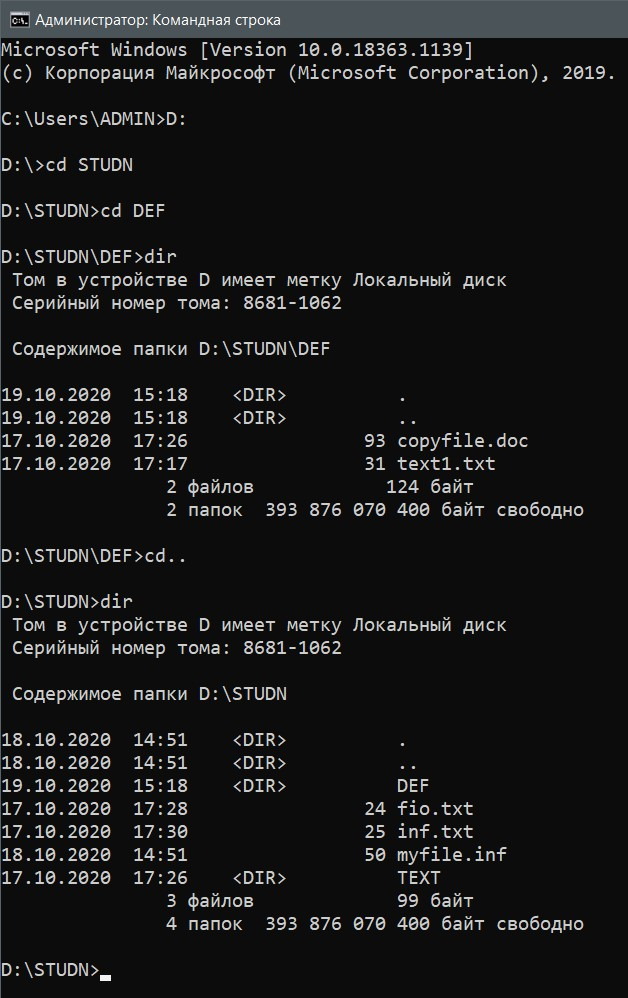 Администратор: Командная строка
Microsoft Windows [Version 10.0.18363.1139]
(c) Корпорация Майкрософт (Microsoft Corporation), 2019.
C:\Users\ADMIN>D:
D:\>cd STUDN
D:\STUDN>cd DEF
D:\STUDN\DEF>dir
Том в устройстве D имеет метку Локальный диск
Серийный номер тома: 8681-1062
Содержимое папки D:\STUDN\DEF
19.10.2020  15:18    <DIR>          .
19.10.2020  15:18    <DIR>          ..
17.10.2020  17:26                93 copyfile.doc
17.10.2020  17:17                31 text1.txt
2 файлов            124 байт
2 папок  393 876 070 400 байт свободно
D:\STUDN\DEF>cd..
D:\STUDN>dir
Том в устройстве D имеет метку Локальный диск
Серийный номер тома: 8681-1062
Содержимое папки D:\STUDN
18.10.2020  14:51    <DIR>          .
18.10.2020  14:51    <DIR>          ..
19.10.2020  15:18    <DIR>          DEF
17.10.2020  17:28                24 fio.txt
17.10.2020  17:30                25 inf.txt
18.10.2020  14:51                50 myfile.inf
17.10.2020  17:26    <DIR>          TEXT
3 файлов             99 байт
4 папок  393 876 070 400 байт свободно
D:\STUDN>